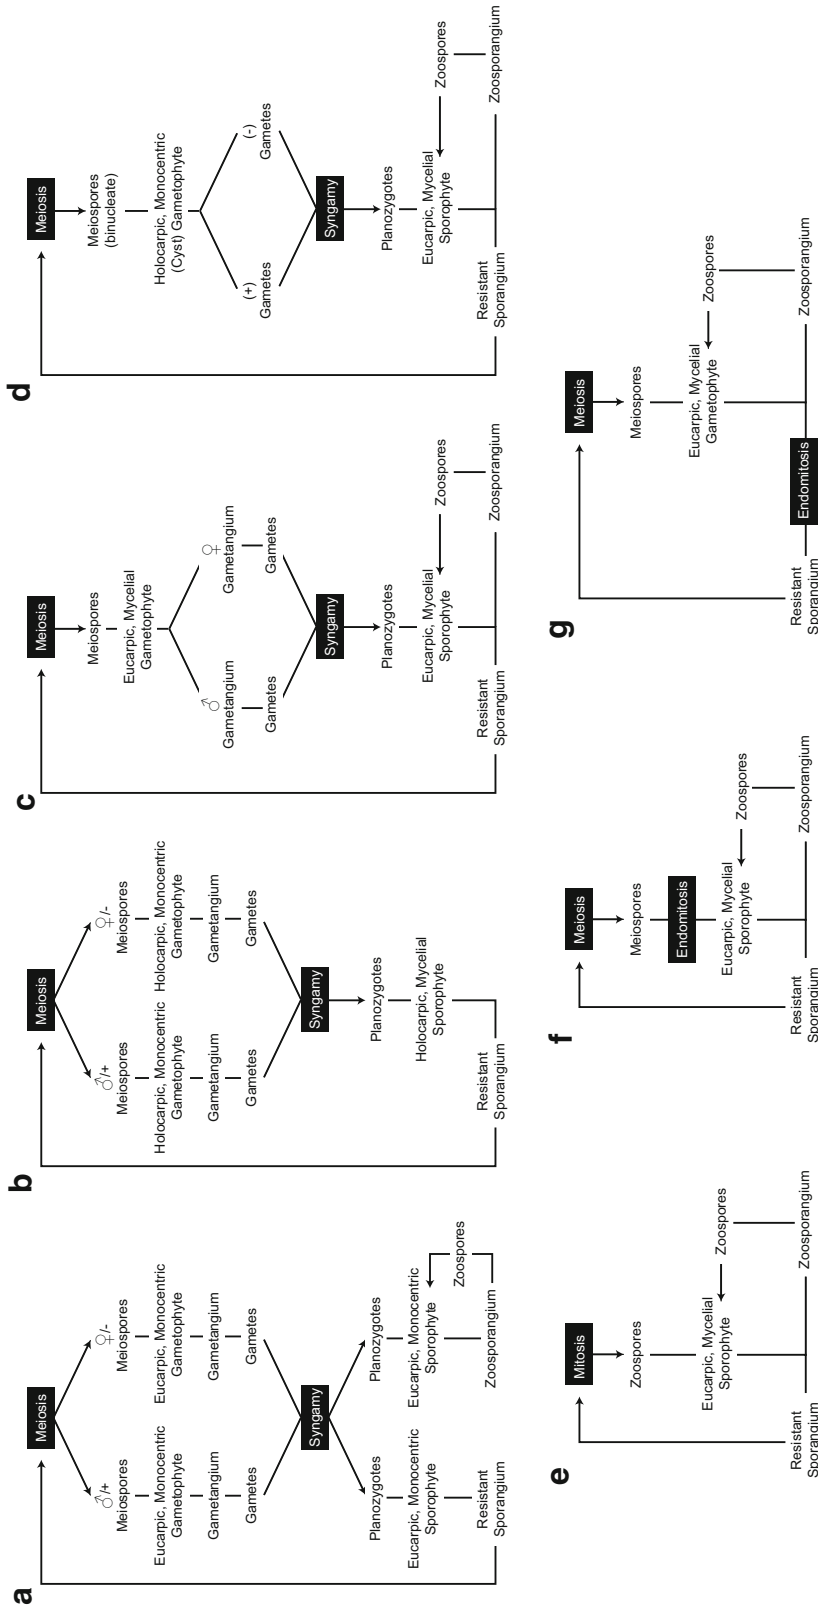 a
Meiosis
♂/+
Meiospores
♀/-
Meiospores
Eucarpic, Monocentric
Gametophyte
Eucarpic, Monocentric
Gametophyte
Gametangium
Gametangium
Gametes
Gametes
Syngamy
Planozygotes
Planozygotes
Eucarpic, Monocentric
Sporophyte
Eucarpic, Monocentric
Sporophyte
Zoospores
Resistant
Sporangium
Zoosporangium
b
Meiosis
♂/+
Meiospores
♀/-
Meiospores
Holocarpic, Monocentric
Gametophyte
Holocarpic, Monocentric
Gametophyte
Gametangium
Gametangium
Gametes
Gametes
Syngamy
Planozygotes
Holocarpic, Mycelial
Sporophyte
Resistant
Sporangium
c
Meiosis
Meiospores
Eucarpic, Mycelial
Gametophyte
♂
Gametangium
♀
Gametangium
Gametes
Gametes
Syngamy
Planozygotes
Eucarpic, Mycelial
Sporophyte
Zoospores
Resistant
Sporangium
Zoosporangium
d
Meiosis
Meiospores
(binucleate)
Holocarpic, Monocentric
(Cyst) Gametophyte
(+)
Gametes
(-)
Gametes
Syngamy
Planozygotes
Eucarpic, Mycelial
Sporophyte
Zoospores
Resistant
Sporangium
Zoosporangium
e
Mitosis
Zoospores
Eucarpic, Mycelial
Sporophyte
Zoospores
Resistant
Sporangium
Zoosporangium
f
Meiosis
Meiospores
Endomitosis
Eucarpic, Mycelial
Sporophyte
Zoospores
Resistant
Sporangium
Zoosporangium
g
Meiosis
Meiospores
Eucarpic, Mycelial
Gametophyte
Zoospores
Resistant
Sporangium
Endomitosis
Zoosporangium